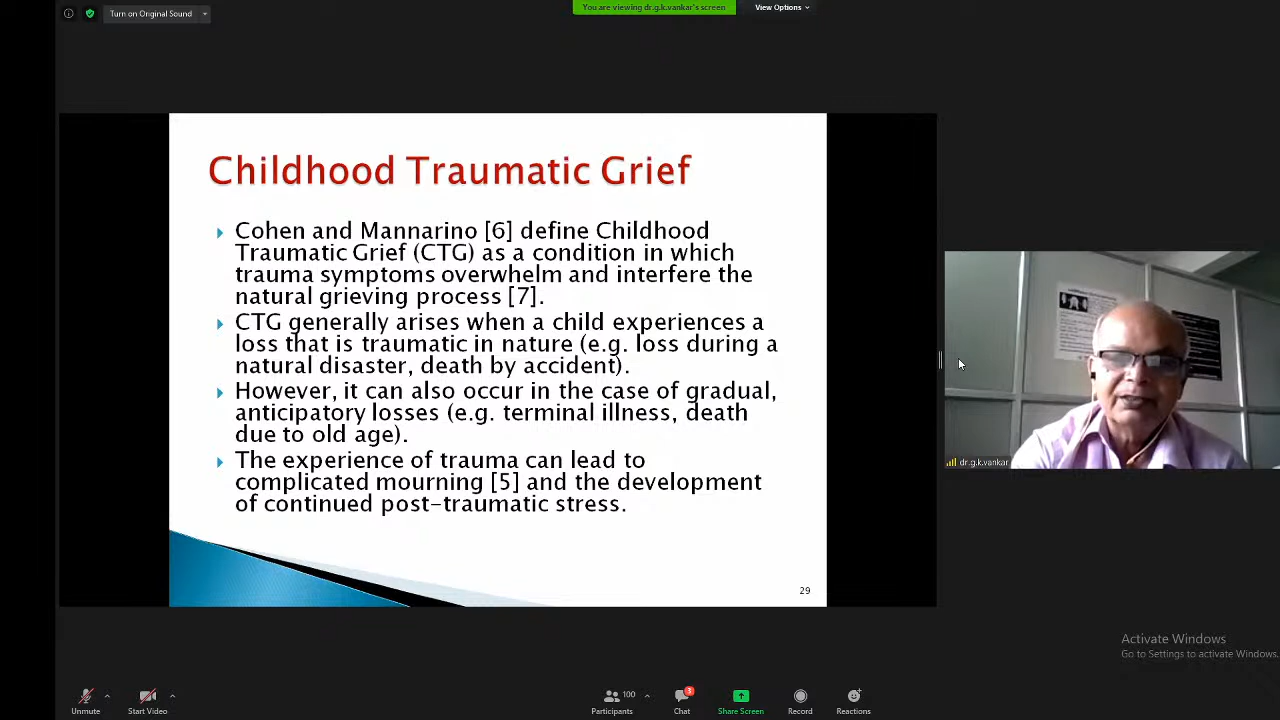 Turn on Original Sound
You are viewing dr.g.k.vankar's screen
View Options
Childhood Traumatic Grief
Cohen and Mannarino [6] define Childhood
Traumatic Grief (CTG) as a condition in which
trauma symptoms overwhelm and interfere the
natural grieving process [7].
CTG generally arises when a child experiences a
loss that is traumatic in nature (e.g. loss during a
natural disaster, death by accident).
However, it can also occur in the case of gradual,
anticipatory losses (e.g. terminal illness, death
due to old age).
The experience of trauma can lead to
complicated mourning [5] and the development
of continued post-traumatic stress.
29
dr.g.k.vankar
Activate Windows
Go to Settings to activate Windows.
Unmute
Start Video
100
Participants
3
Chat
Share Screen
Record
Reactions